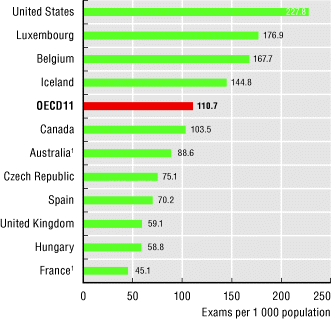 United States 227.8
Luxembourg 176.9
Belgium 167.7
Iceland 144.8
OECD11 110.7
Canada 103.5
Australia¹ 88.6
Czech Republic 75.1
Spain 70.2
United Kingdom 59.1
Hungary 58.8
France¹ 45.1
0 50 100 150 200 250
Exams per 1 000 population